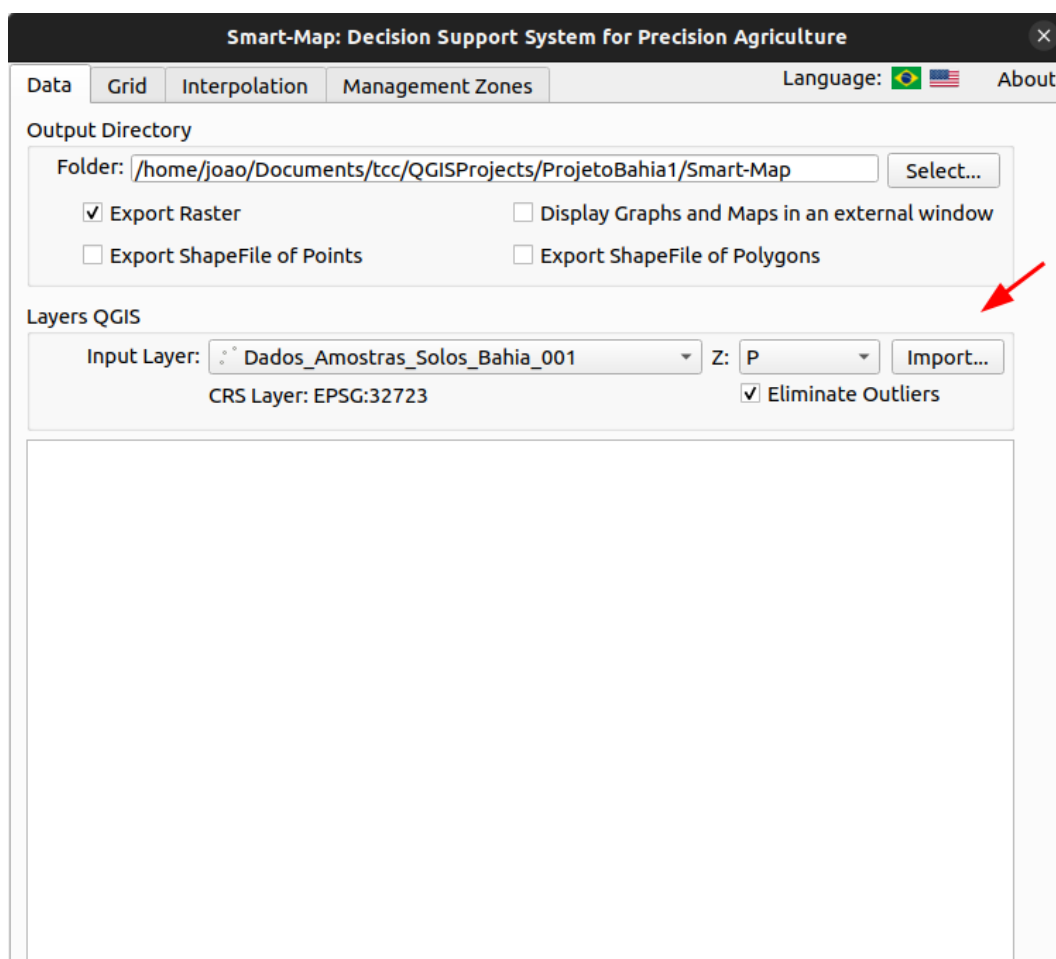 Smart-Map: Decision Support System for Precision Agriculture
Data Grid Interpolation Management Zones Language: About
Output Directory
Folder: /home/joao/Documents/tcc/QGISProjects/ProjetoBahia1/Smart-Map Select...
Export Raster Display Graphs and Maps in an external window
Export ShapeFile of Points Export ShapeFile of Polygons
Layers QGIS
Input Layer: Dados_Amostras_Solos_Bahia_001 Z: P Import...
CRS Layer: EPSG:32723 Eliminate Outliers